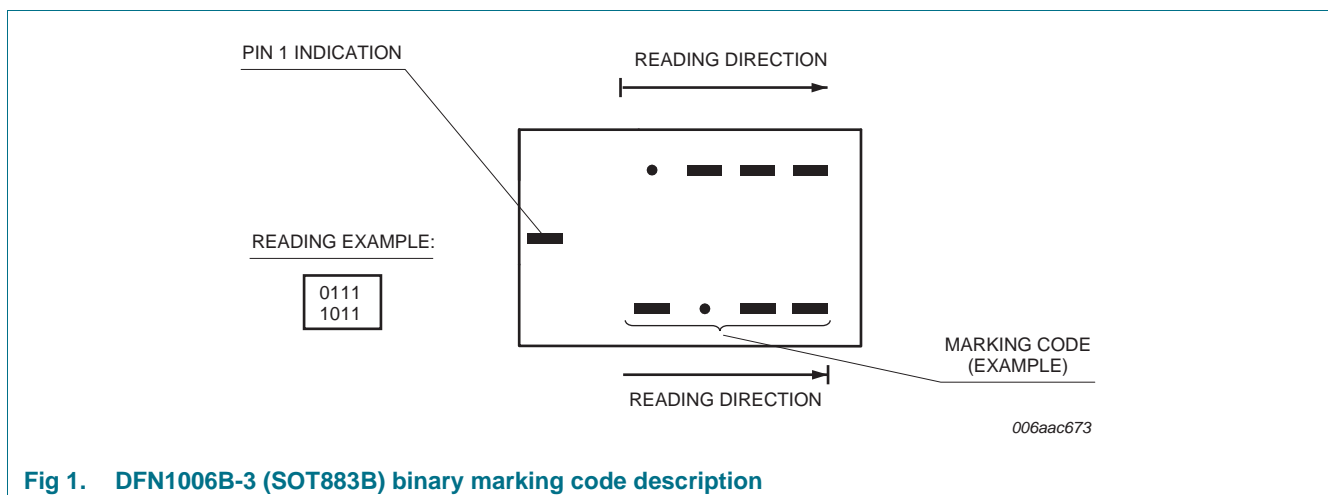 PIN 1 INDICATION
READING DIRECTION
READING EXAMPLE:
0111
1011
MARKING CODE
(EXAMPLE)
READING DIRECTION
006aac673
Fig 1. DFN1006B-3 (SOT883B) binary marking code description